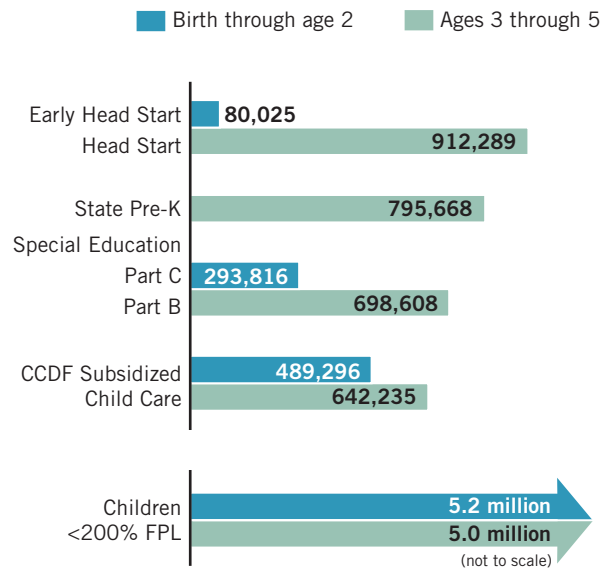 Birth through age 2 Ages 3 through 5
Early Head Start 80,025
Head Start 912,289
State Pre-K 795,668
Special Education
Part C 293,816
Part B 698,608
CCDF Subsidized 489,296
Child Care 642,235
Children 5.2 million
<200% FPL 5.0 million
(not to scale)